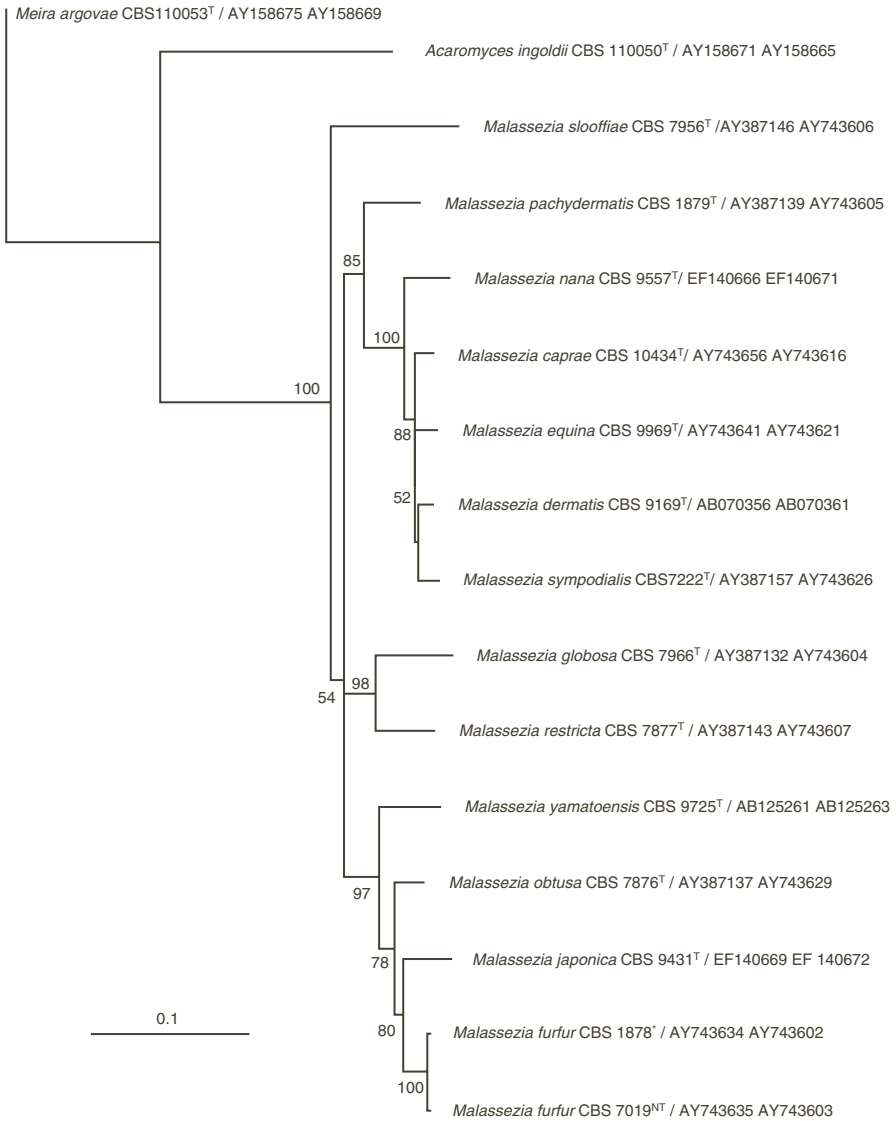 Meira argovae CBS110053ᵀ / AY158675 AY158669
Acaromyces ingoldii CBS 110050ᵀ / AY158671 AY158665
Malassezia slooffiae CBS 7956ᵀ /AY387146 AY743606
Malassezia pachydermatis CBS 1879ᵀ / AY387139 AY743605
85
Malassezia nana CBS 9557ᵀ/ EF140666 EF140671
100
Malassezia caprae CBS 10434ᵀ/ AY743656 AY743616
100
Malassezia equina CBS 9969ᵀ/ AY743641 AY743621
88
52
Malassezia dermatis CBS 9169ᵀ/ AB070356 AB070361
Malassezia sympodialis CBS7222ᵀ/ AY387157 AY743626
Malassezia globosa CBS 7966ᵀ / AY387132 AY743604
98
54
Malassezia restricta CBS 7877ᵀ / AY387143 AY743607
Malassezia yamatoensis CBS 9725ᵀ / AB125261 AB125263
Malassezia obtusa CBS 7876ᵀ / AY387137 AY743629
97
Malassezia japonica CBS 9431ᵀ / EF140669 EF 140672
78
0.1
80
Malassezia furfur CBS 1878* / AY743634 AY743602
100
Malassezia furfur CBS 7019ᴺᵀ / AY743635 AY743603